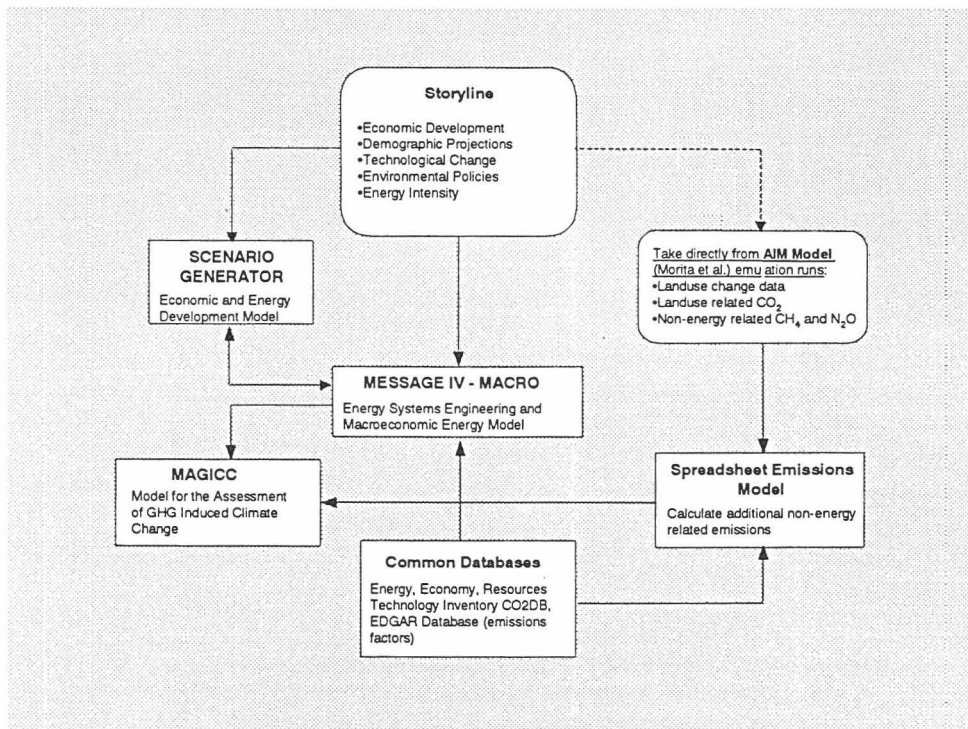 Storyline
•Economic Development
•Demographic Projections
•Technological Change
•Environmental Policies
•Energy Intensity
SCENARIO
GENERATOR
Economic and Energy
Development Model
Take directly from AIM Model
(Morita et al.) emu ation runs:
•Landuse change data
•Landuse related CO₂
•Non-energy related CH₄ and N₂O
MESSAGE IV - MACRO
Energy Systems Engineering and
Macroeconomic Energy Model
MAGICC
Model for the Assessment
of GHG Induced Climate
Change
Spreadsheet Emissions
Model
Calculate additional non-energy
related emissions
Common Databases
Energy, Economy, Resources
Technology Inventory CO2DB,
EDGAR Database (emissions
factors)